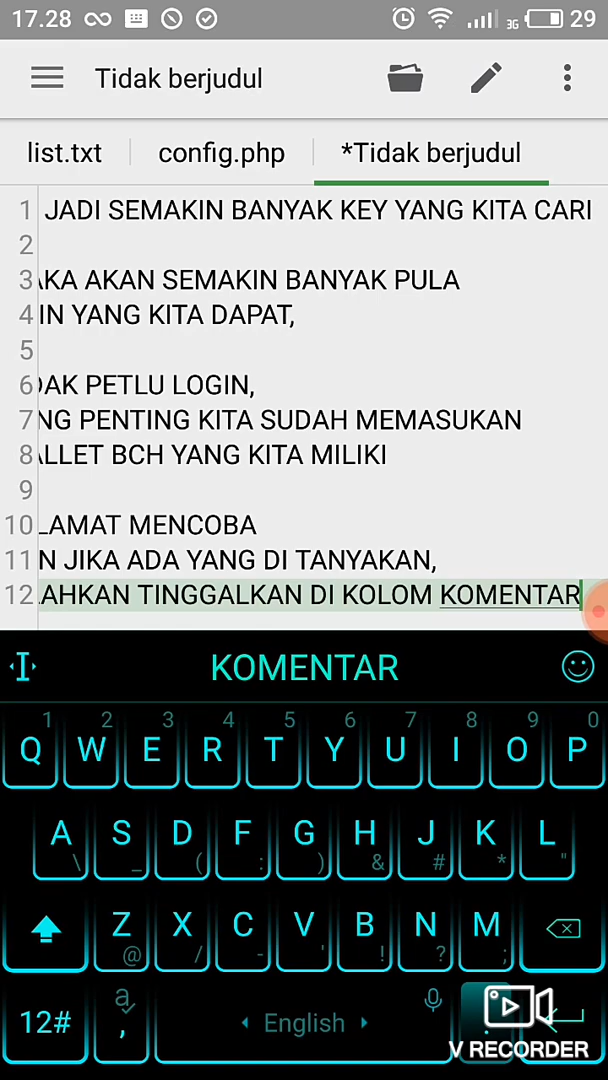 17.28
3G
29
Tidak berjudul
list.txt
config.php
*Tidak berjudul
1 JADI SEMAKIN BANYAK KEY YANG KITA CARI
2
3 AKA AKAN SEMAKIN BANYAK PULA
4 IN YANG KITA DAPAT,
5
6 DAK PETLU LOGIN,
7 NG PENTING KITA SUDAH MEMASUKAN
8 ALLET BCH YANG KITA MILIKI
9
10 LAMAT MENCOBA
11 N JIKA ADA YANG DI TANYAKAN,
12 LAHKAN TINGGALKAN DI KOLOM KOMENTAR
KOMENTAR
1 2 3 4 5 6 7 8 9 0
Q W E R T Y U I O P
A S D F G H J K L
\ _ ( : ) & # * "
Z X C V B N M
@ / - ' ! ? ;
12#
a
,
English
V RECORDER